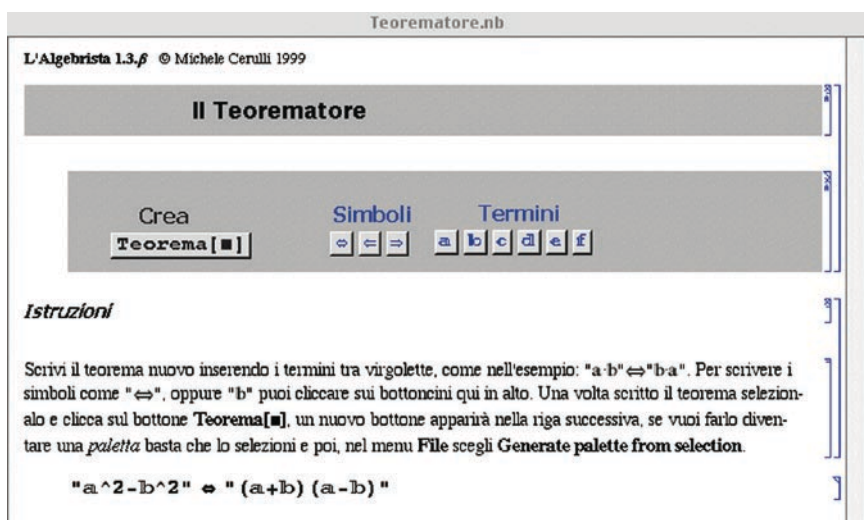 Teorematore.nb
L'Algebrista 1.3.β © Michele Cerulli 1999
Il Teorematore
Crea Simboli Termini
Teorema[■] ⇔ ⇐ ⇒ a b c d e f
Istruzioni
Scrivi il teorema nuovo inserendo i termini tra virgolette, come nell'esempio: "a·b"⇔"b·a". Per scrivere i
simboli come "⇔", oppure "b" puoi cliccare sui bottoncini qui in alto. Una volta scritto il teorema selezion-
alo e clicca sul bottone Teorema[■], un nuovo bottone apparirà nella riga successiva, se vuoi farlo diven-
tare una paletta basta che lo selezioni e poi, nel menu File scegli Generate palette from selection.
"a^2-b^2" ⇔ "(a+b) (a-b)"